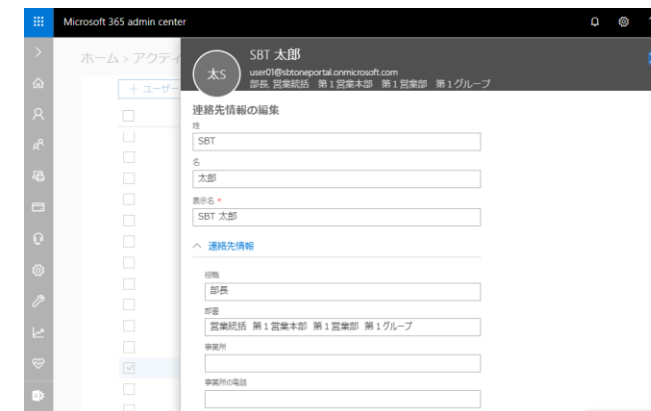 Microsoft 365 admin center
ホーム > アクティ
+ ユーザー
太S
SBT 太郎
user01@sbtoneportal.onmicrosoft.com
部長, 営業統括 第１営業本部 第１営業部 第１グループ
連絡先情報の編集
姓
SBT
名
太郎
表示名 *
SBT 太郎
連絡先情報
役職
部長
部署
営業統括 第１営業本部 第１営業部 第１グループ
事業所
事業所の電話